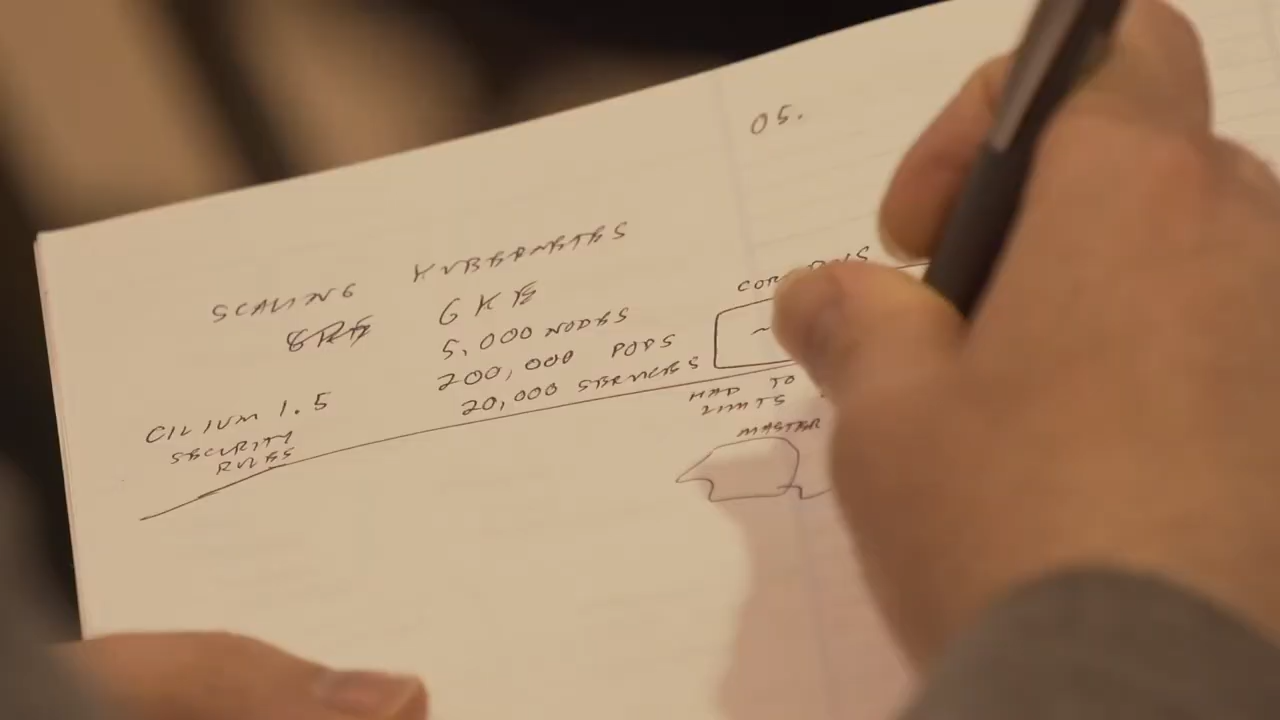 05.
SCALING KUBERNETES
GKE
5,000 NODES
200,000 PODS
20,000 SERVICES
CILIUM 1.5
SECURITY
RULES
HAD TO
LIMITS
MASTER